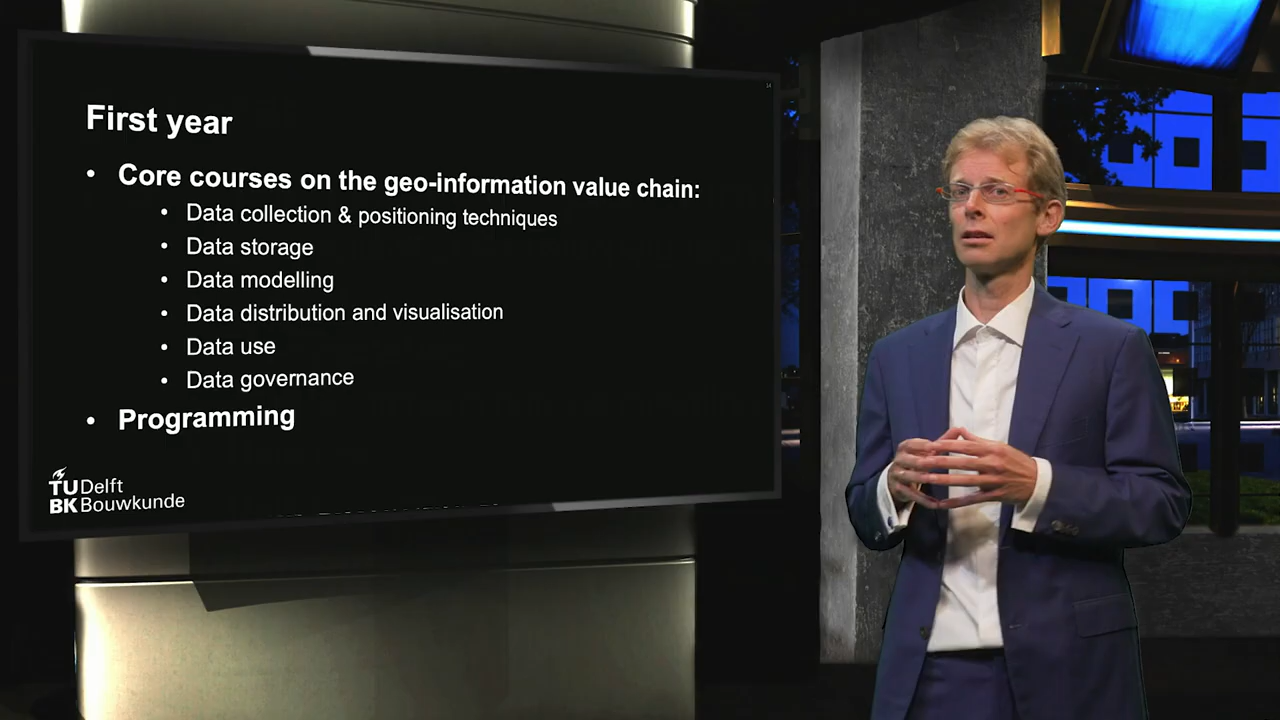 First year
• Core courses on the geo-information value chain:
• Data collection & positioning techniques
• Data storage
• Data modelling
• Data distribution and visualisation
• Data use
• Data governance
• Programming
TU Delft
BK Bouwkunde
14